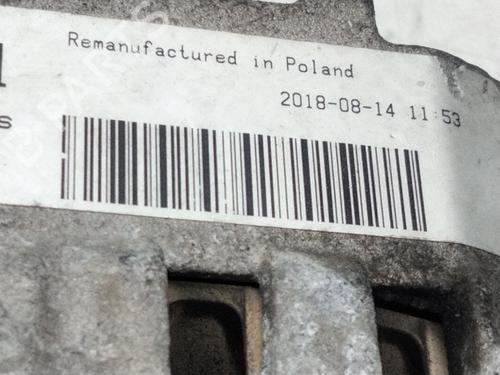 Remanufactured in Poland
2018-08-14 11:53